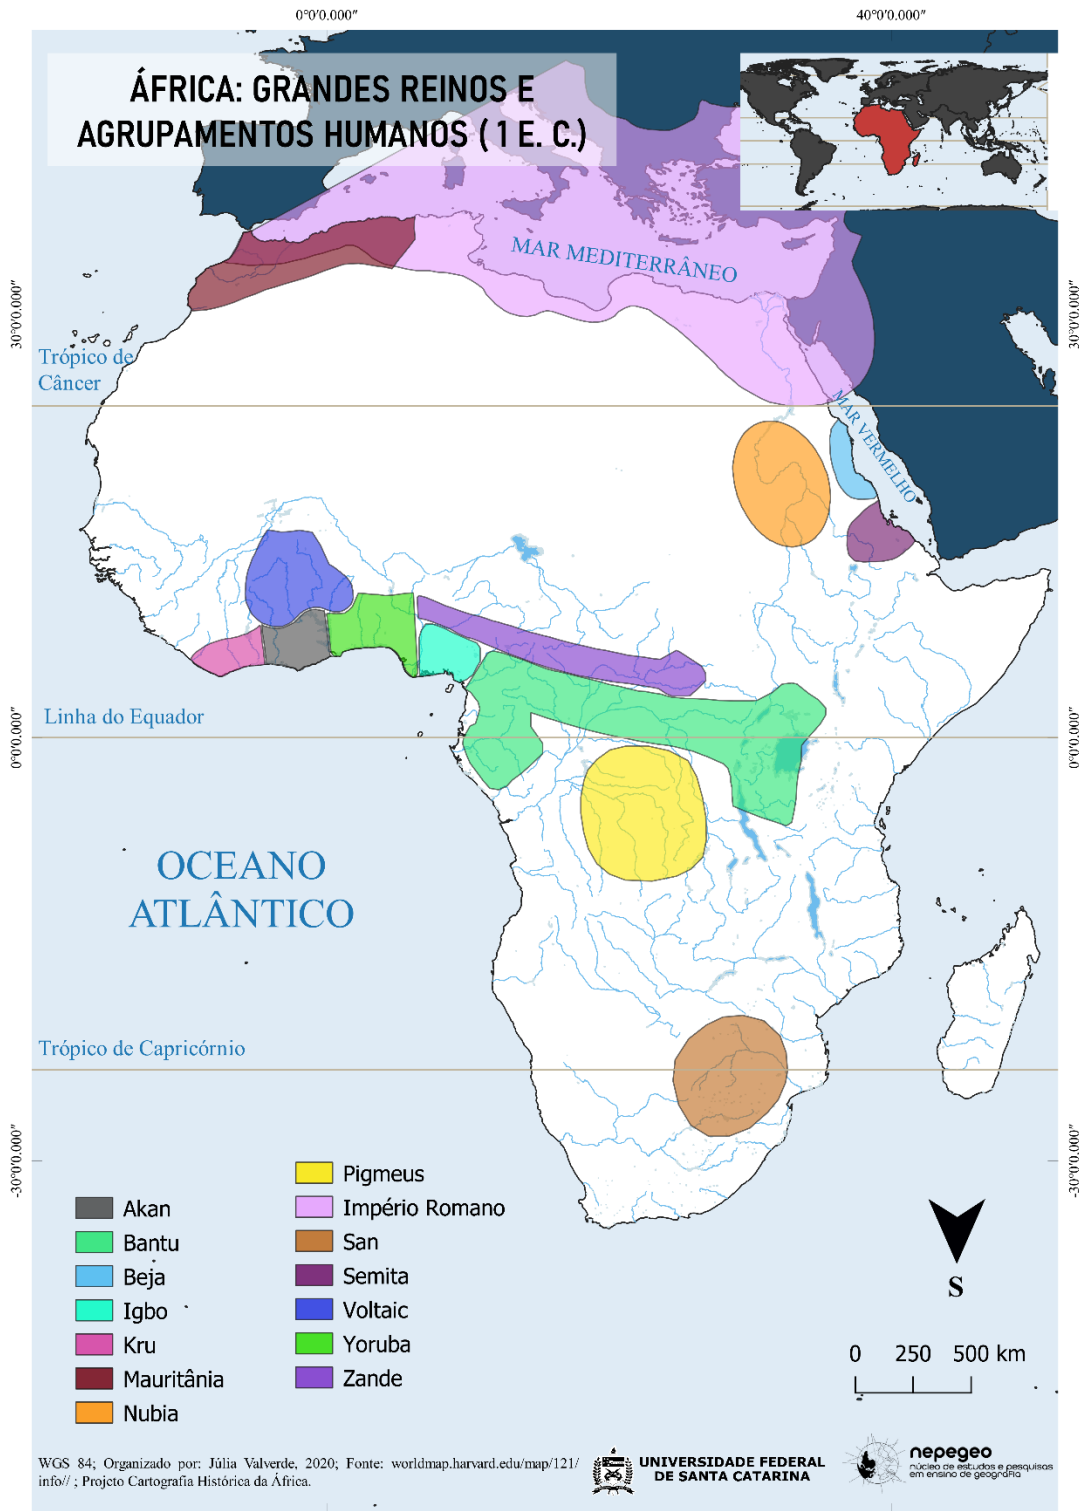 0°0'0.000"
40°0'0.000"
ÁFRICA: GRANDES REINOS E
AGRUPAMENTOS HUMANOS ( 1 E. C.)
MAR MEDITERRÂNEO
30°0'0.000"
30°0'0.000"
Trópico de
Câncer
MAR VERMELHO
Linha do Equador
0°0'0.000"
0°0'0.000"
OCEANO
ATLÂNTICO
Trópico de Capricórnio
-30°0'0.000"
-30°0'0.000"
Akan
Bantu
Beja
Igbo
Kru
Mauritânia
Nubia
Pigmeus
Império Romano
San
Semita
Voltaic
Yoruba
Zande
S
0 250 500 km
WGS 84; Organizado por: Júlia Valverde, 2020; Fonte: worldmap.harvard.edu/map/121/
info// ; Projeto Cartografia Histórica da África.
UNIVERSIDADE FEDERAL
DE SANTA CATARINA
nepegeo
núcleo de estudos e pesquisas
em ensino de geografia